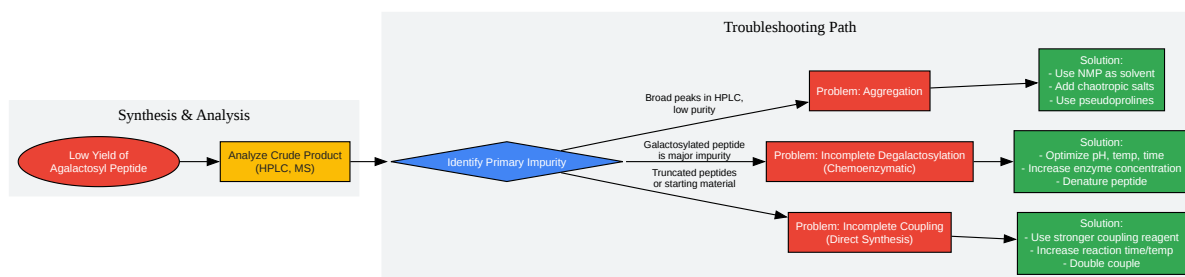 Synthesis & Analysis
Low Yield of
Agalactosyl Peptide
Analyze Crude Product
(HPLC, MS)
Troubleshooting Path
Identify Primary Impurity
Broad peaks in HPLC,
low purity
Problem: Aggregation
Solution:
- Use NMP as solvent
- Add chaotropic salts
- Use pseudoprolines
Galactosylated peptide
is major impurity
Problem: Incomplete Degalactosylation
(Chemoenzymatic)
Solution:
- Optimize pH, temp, time
- Increase enzyme concentration
- Denature peptide
Truncated peptides
or starting material
Problem: Incomplete Coupling
(Direct Synthesis)
Solution:
- Use stronger coupling reagent
- Increase reaction time/temp
- Double couple